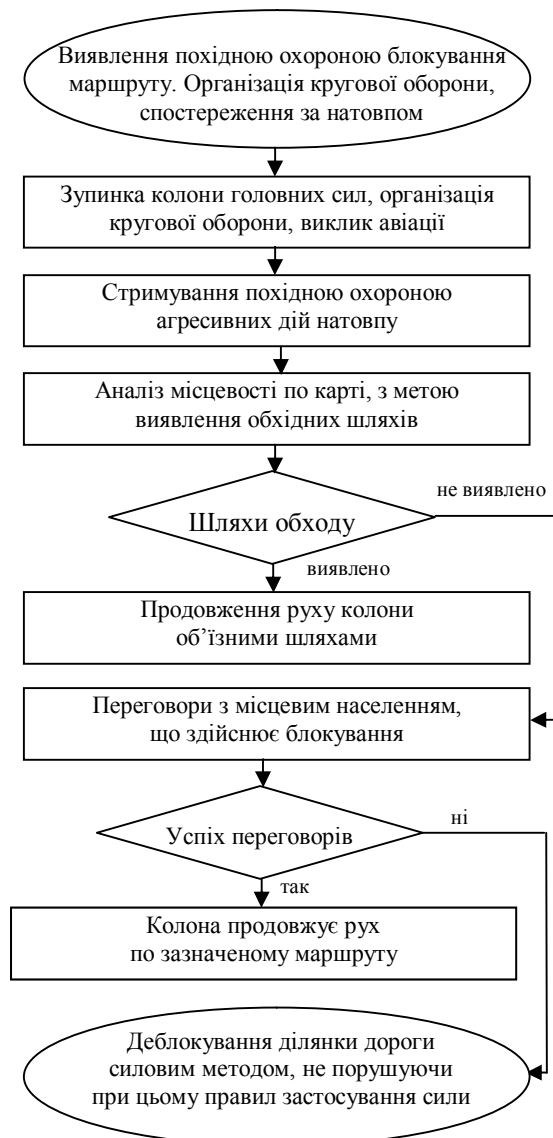 Виявлення похідною охороною блокування
маршруту. Організація кругової оборони,
спостереження за натовпом
Зупинка колони головних сил, організація
кругової оборони, виклик авіації
Стримування похідною охороною
агресивних дій натовпу
Аналіз місцевості по карті, з метою
виявлення обхідних шляхів
не виявлено
Шляхи обходу
виявлено
Продовження руху колони
об’їзними шляхами
Переговори з місцевим населенням,
що здійснює блокування
ні
Успіх переговорів
так
Колона продовжує рух
по зазначеному маршруту
Деблокування ділянки дороги
силовим методом, не порушуючи
при цьому правил застосування сили